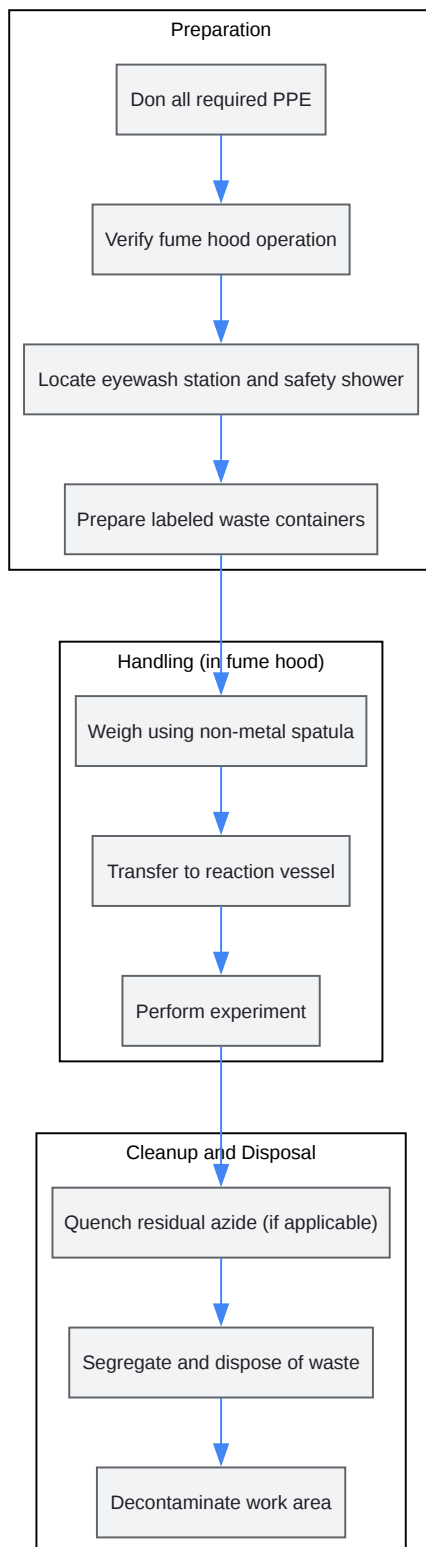 Preparation
Don all required PPE
Verify fume hood operation
Locate eyewash station and safety shower
Prepare labeled waste containers
Handling (in fume hood)
Weigh using non-metal spatula
Transfer to reaction vessel
Perform experiment
Cleanup and Disposal
Quench residual azide (if applicable)
Segregate and dispose of waste
Decontaminate work area